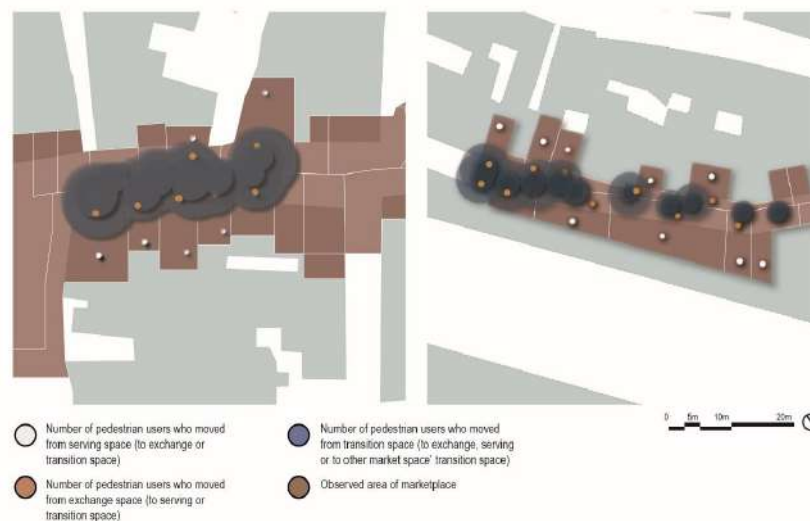 Number of pedestrian users who moved
from serving space (to exchange or
transition space)
Number of pedestrian users who moved
from exchange space (to serving or
transition space)
Number of pedestrian users who moved
from transition space (to exchange, serving
or to other market space' transition space)
Observed area of marketplace
0 5m 10m 20m